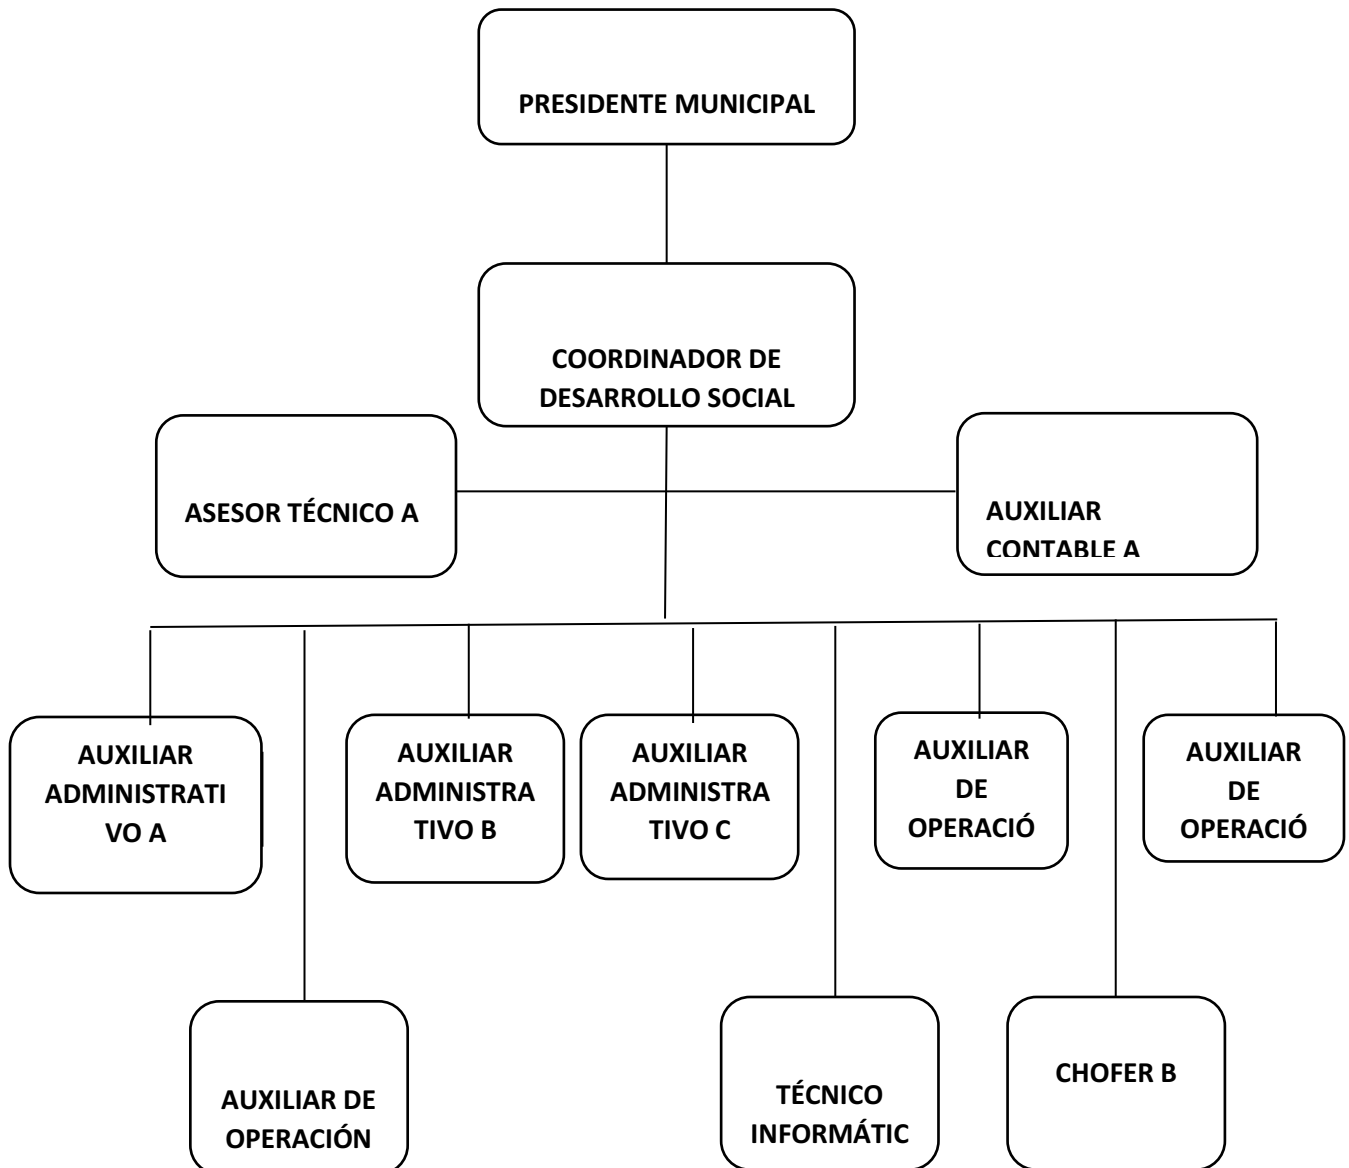 PRESIDENTE MUNICIPAL
COORDINADOR DE
DESARROLLO SOCIAL
ASESOR TÉCNICO A
AUXILIAR
CONTABLE A
AUXILIAR
ADMINISTRATI
VO A
AUXILIAR
ADMINISTRA
TIVO B
AUXILIAR
ADMINISTRA
TIVO C
AUXILIAR
DE
OPERACIÓ
AUXILIAR
DE
OPERACIÓ
AUXILIAR DE
OPERACIÓN
TÉCNICO
INFORMÁTIC
CHOFER B